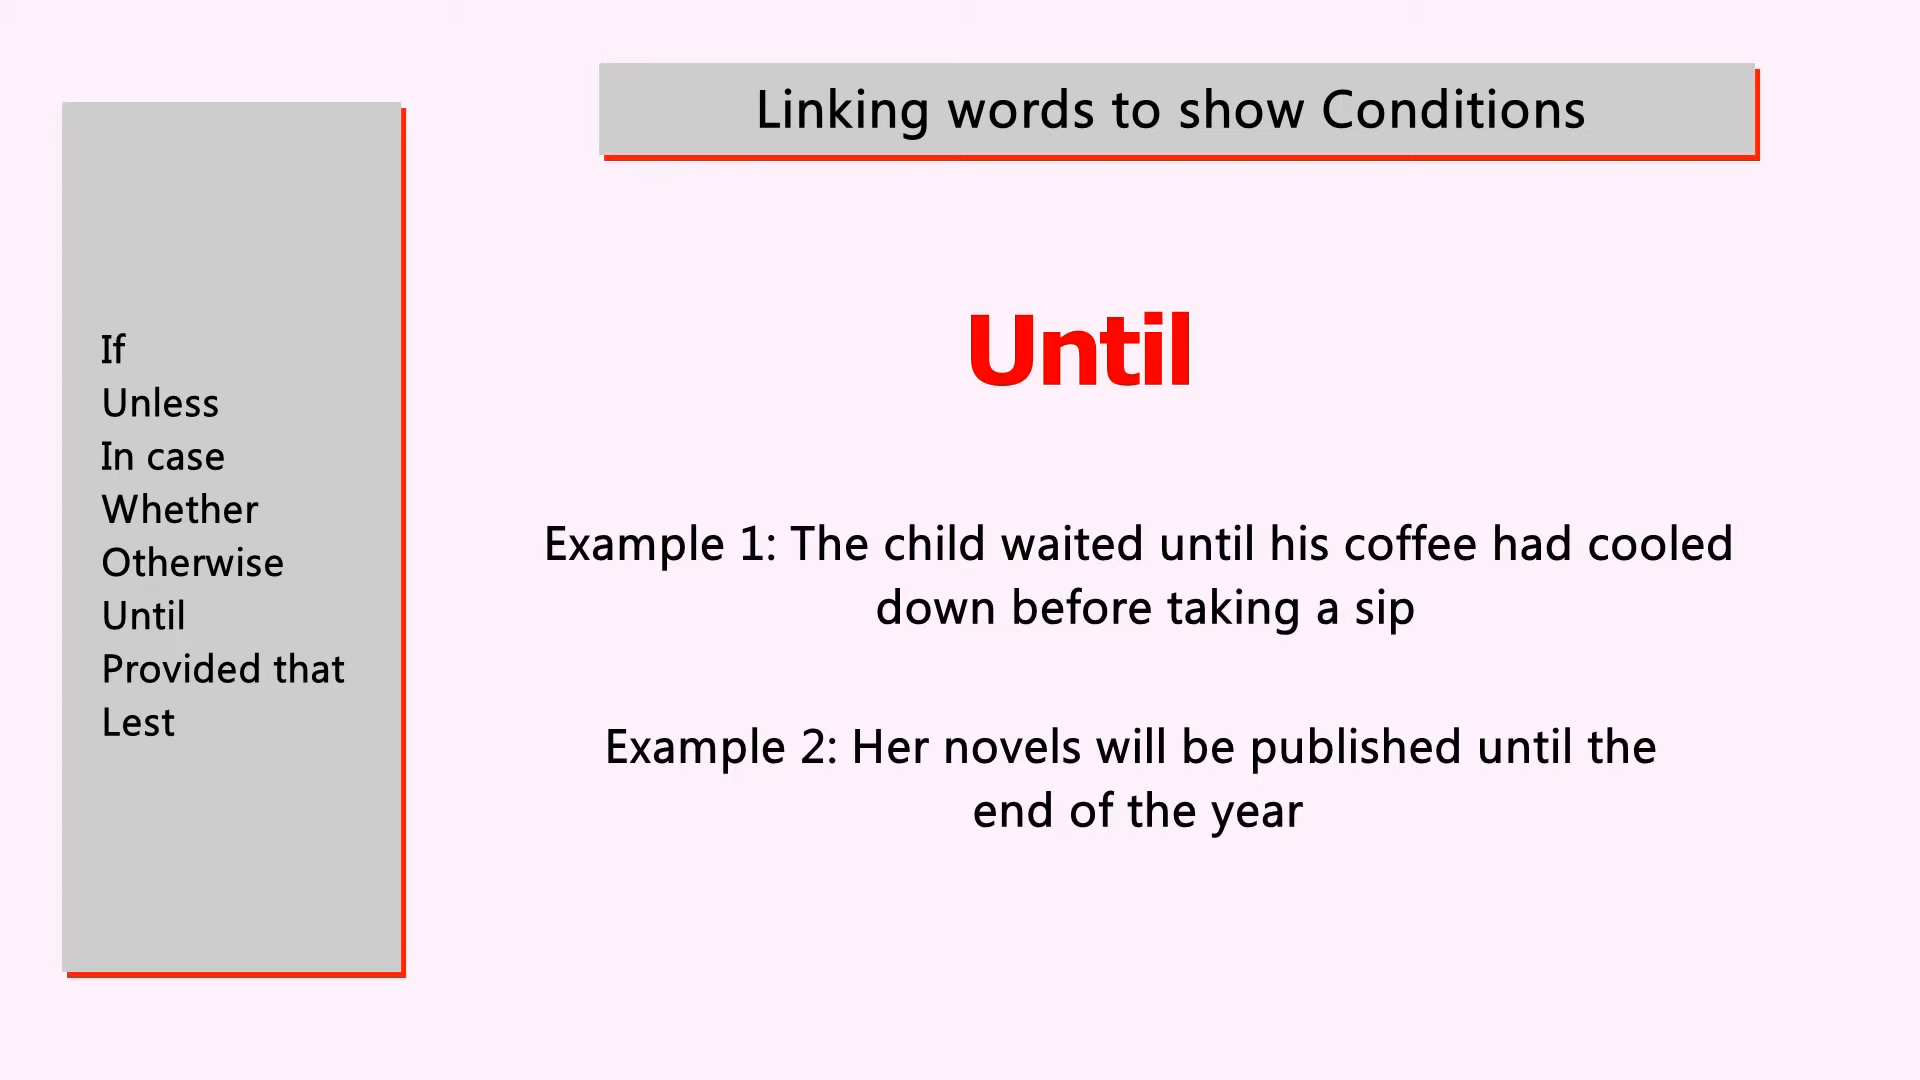 Linking words to show Conditions
If
Unless
In case
Whether
Otherwise
Until
Provided that
Lest
Until
Example 1: The child waited until his coffee had cooled
down before taking a sip
Example 2: Her novels will be published until the
end of the year